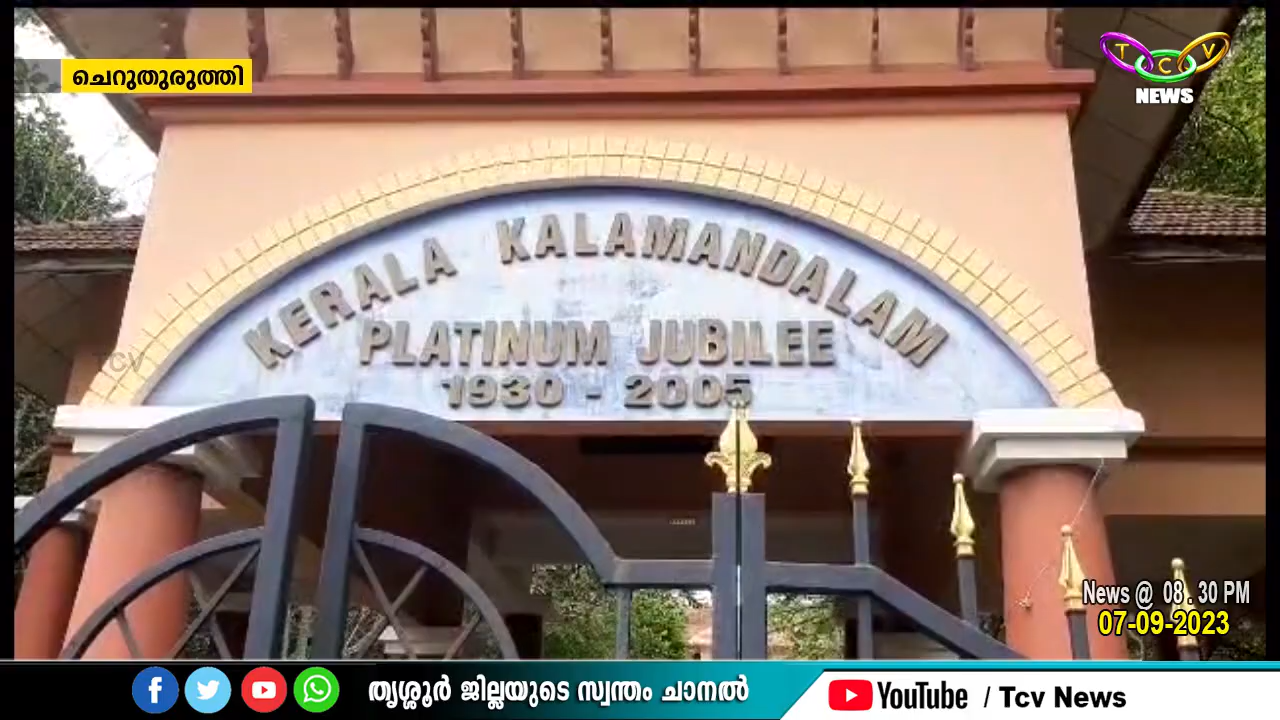 ചെറുതുരുത്തി
TCV
NEWS
KERALA KALAMANDALAM
PLATINUM JUBILEE
1930 - 2005
TCV
News @ 08 . 30 PM
07-09-2023
തൃശ്ശൂർ ജില്ലയുടെ സ്വന്തം ചാനൽ
YouTube / Tcv News